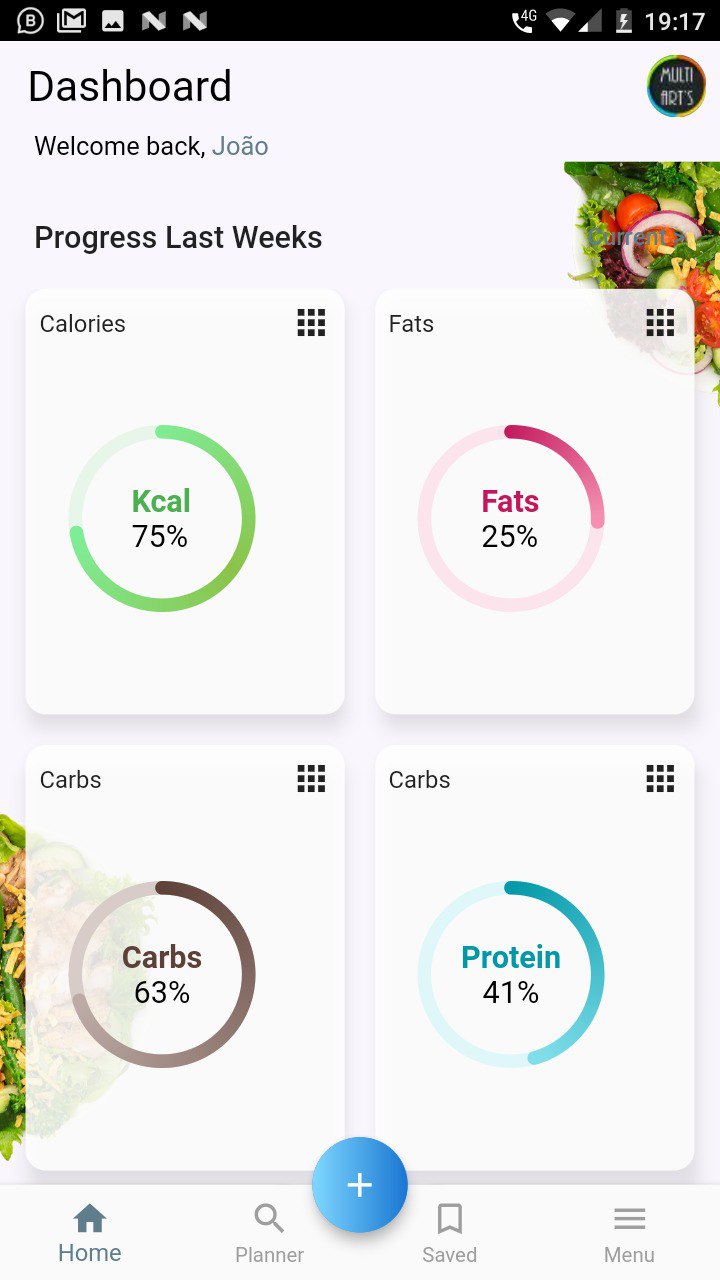 4G 19:17
Dashboard
MULTI
ART'S
Welcome back, João
Progress Last Weeks
Current >
Calories
Fats
Kcal
75%
Fats
25%
Carbs
Carbs
Carbs
63%
Protein
41%
+
Home
Planner
Saved
Menu